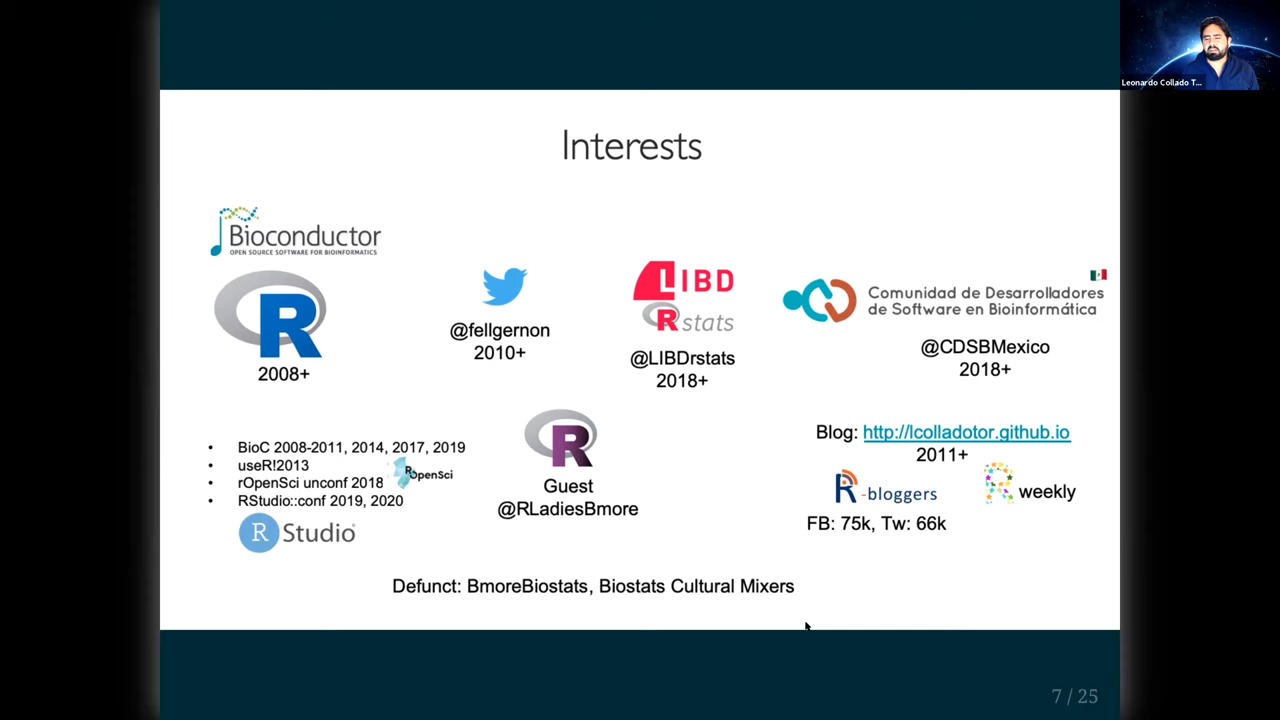 Leonardo Collado T...
Interests
Bioconductor
OPEN SOURCE SOFTWARE FOR BIOINFORMATICS
R
2008+
@fellgernon
2010+
LIBD
Rstats
@LIBDrstats
2018+
Comunidad de Desarrolladores
de Software en Bioinformática
@CDSBMexico
2018+
• BioC 2008-2011, 2014, 2017, 2019
• useR!2013
• rOpenSci unconf 2018
ROpenSci
• RStudio::conf 2019, 2020
R Studio
R
Guest
@RLadiesBmore
Blog: http://lcolladotor.github.io
2011+
R-bloggers
R weekly
FB: 75k, Tw: 66k
Defunct: BmoreBiostats, Biostats Cultural Mixers
7 / 25